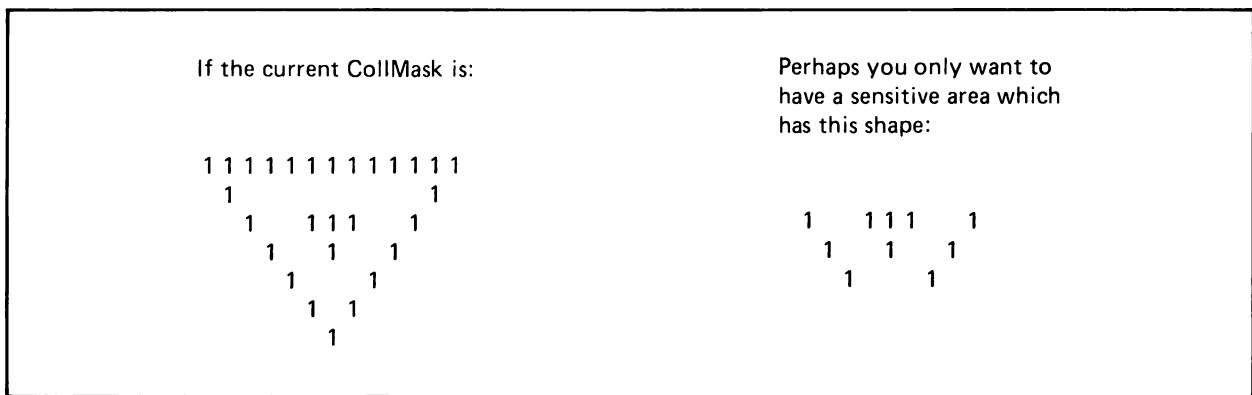 If the current CollMask is:
1 1 1 1 1 1 1 1 1 1 1 1 1
1 1
1 1 1 1 1
1 1 1
1 1
1 1
1
Perhaps you only want to
have a sensitive area which
has this shape:
1 1 1 1 1
1 1 1
1 1